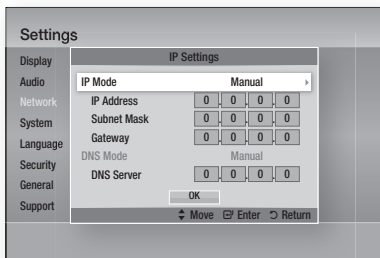 Settings
IP Settings
Display
Audio
Network
System
Language
Security
General
Support
IP Mode Manual
IP Address 0 . 0 . 0 . 0
Subnet Mask 0 . 0 . 0 . 0
Gateway 0 . 0 . 0 . 0
DNS Mode Manual
DNS Server 0 . 0 . 0 . 0
OK
Move Enter Return